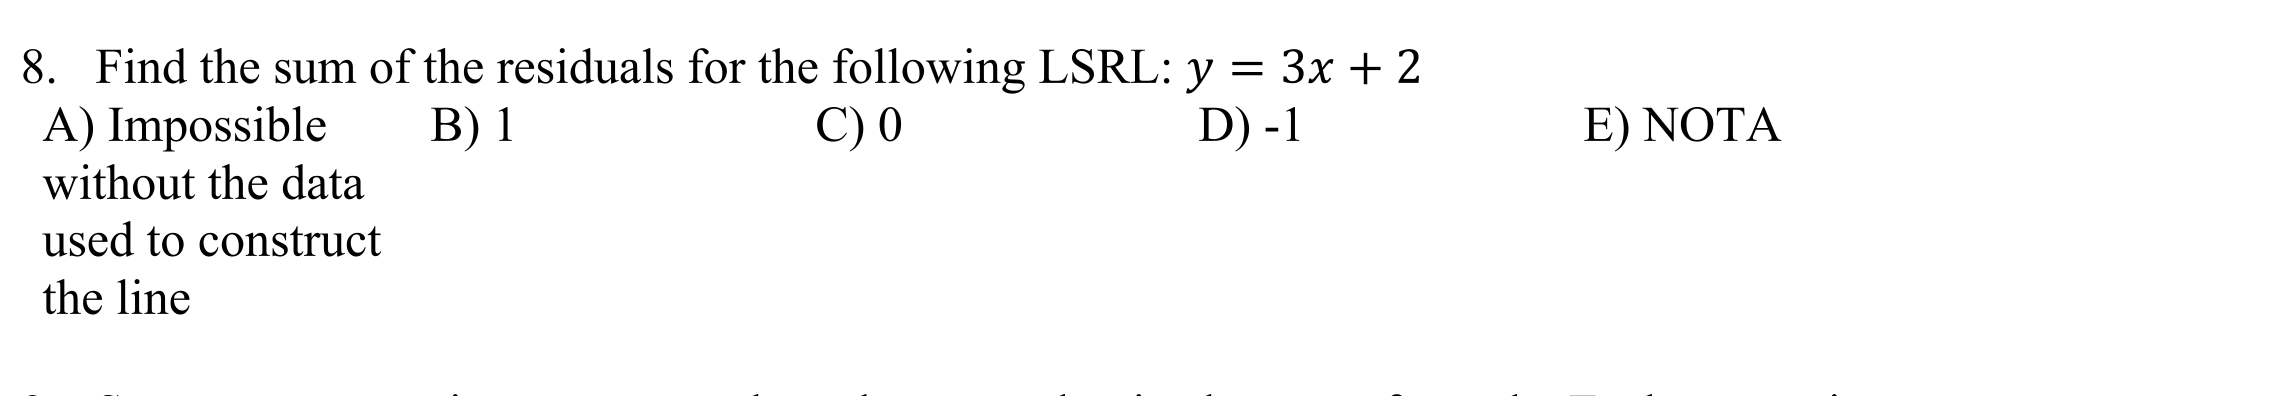 8. Find the sum of the residuals for the following LSRL: y = 3x + 2
A) Impossible B) 1 C) 0 D) -1 E) NOTA
without the data
used to construct
the line